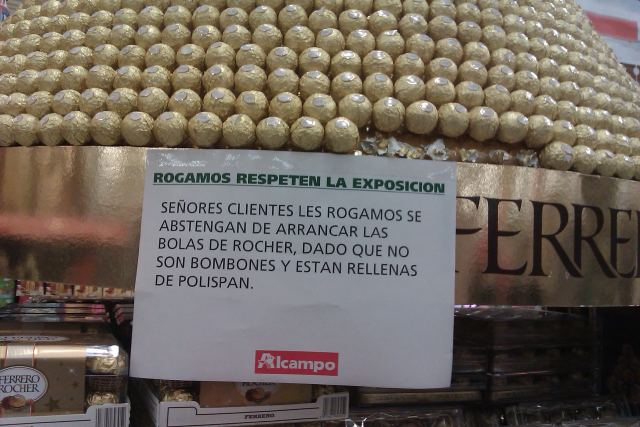 ROGAMOS RESPETEN LA EXPOSICION
SEÑORES CLIENTES LES ROGAMOS SE
ABSTENGAN DE ARRANCAR LAS
BOLAS DE ROCHER, DADO QUE NO
SON BOMBONES Y ESTAN RELLENAS
DE POLISPAN.
Alcampo
FERRE
FERRERO
ROCHER
FERRERO